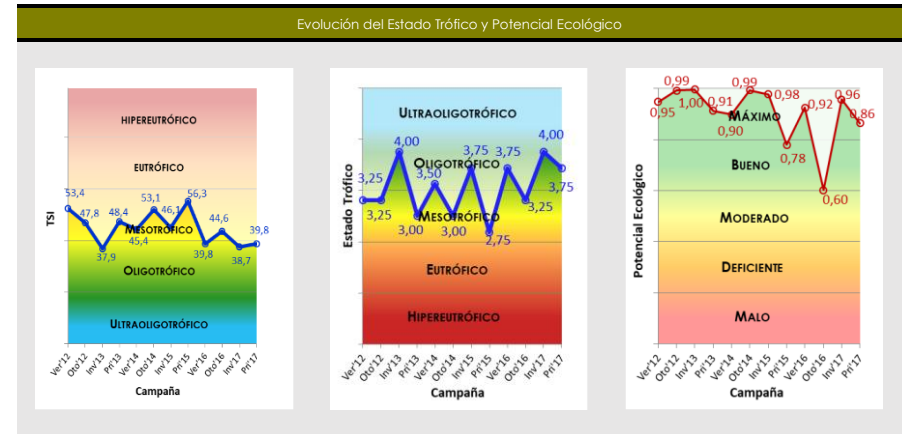 Evolución del Estado Trófico y Potencial Ecológico
TSI
HIPEREUTRÓFICO
EUTRÓFICO
MESOTRÓFICO
OLIGOTRÓFICO
ULTRAOLIGOTRÓFICO
53,4
47,8
37,9
48,4
45,4
53,1
46,1
56,3
39,8
44,6
38,7
39,8
Ver'12
Oto'12
Inv'13
Pri'13
Ver'14
Oto'14
Inv'15
Pri'15
Ver'16
Oto'16
Inv'17
Pri'17
Campaña
Estado Trófico
ULTRAOLIGOTRÓFICO
OLIGOTRÓFICO
MESOTRÓFICO
EUTRÓFICO
HIPEREUTRÓFICO
3,25
3,25
4,00
3,00
3,50
3,00
3,75
2,75
3,75
3,25
4,00
3,75
Ver'12
Oto'12
Inv'13
Pri'13
Ver'14
Oto'14
Inv'15
Pri'15
Ver'16
Oto'16
Inv'17
Pri'17
Campaña
Potencial Ecológico
MÁXIMO
BUENO
MODERADO
DEFICIENTE
MALO
0,95
0,99
1,00
0,91
0,90
0,99
0,98
0,78
0,92
0,60
0,96
0,86
Ver'12
Oto'12
Inv'13
Pri'13
Ver'14
Oto'14
Inv'15
Pri'15
Ver'16
Oto'16
Inv'17
Pri'17
Campaña